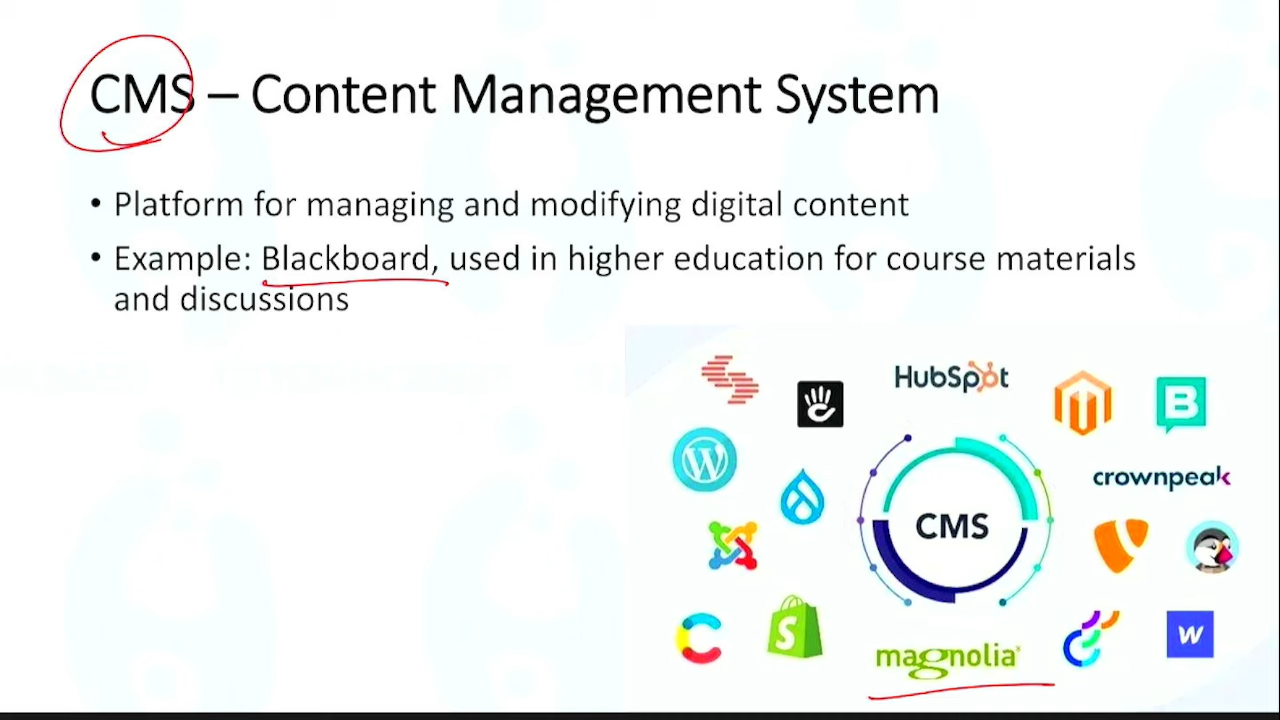 CMS – Content Management System
• Platform for managing and modifying digital content
• Example: Blackboard, used in higher education for course materials
and discussions
HubSpot
B
W
crownpeak
CMS
S
magnolia
W